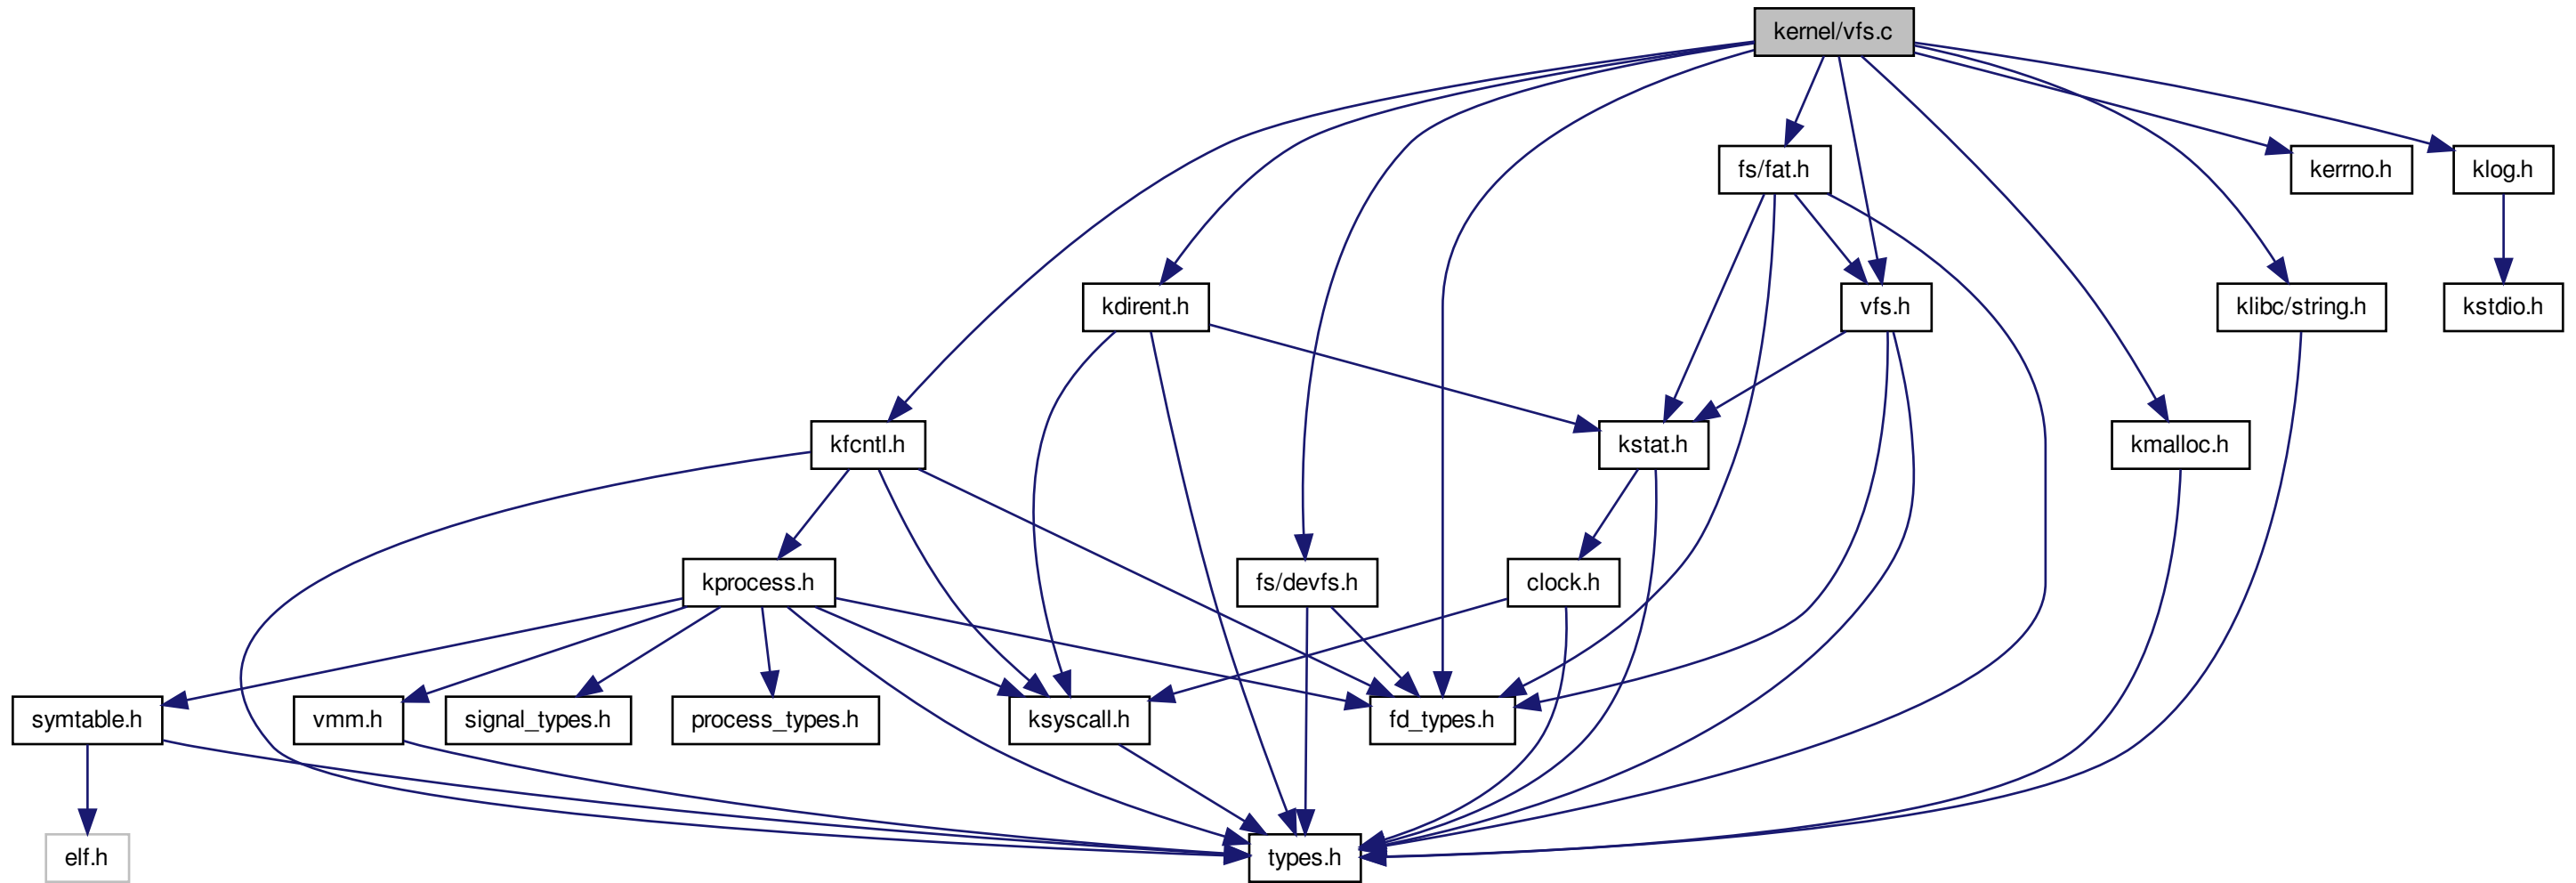 kernel/vfs.c
fs/fat.h
kerrno.h
klog.h
kdirent.h
vfs.h
klibc/string.h
kstdio.h
kfcntl.h
kstat.h
kmalloc.h
kprocess.h
fs/devfs.h
clock.h
symtable.h
vmm.h
signal_types.h
process_types.h
ksyscall.h
fd_types.h
elf.h
types.h